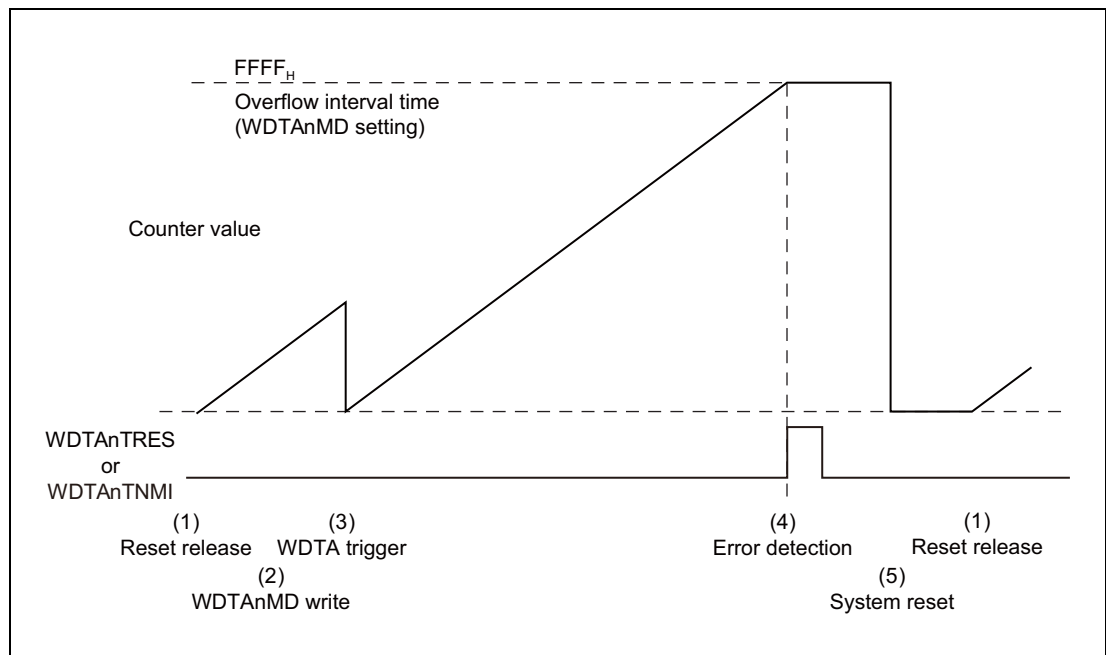 FFFFH
Overflow interval time
(WDTAnMD setting)
Counter value
WDTAnTRES
or
WDTAnTNMI
(1)
Reset release
(2)
WDTAnMD write
(3)
WDTA trigger
(4)
Error detection
(5)
System reset
(1)
Reset release